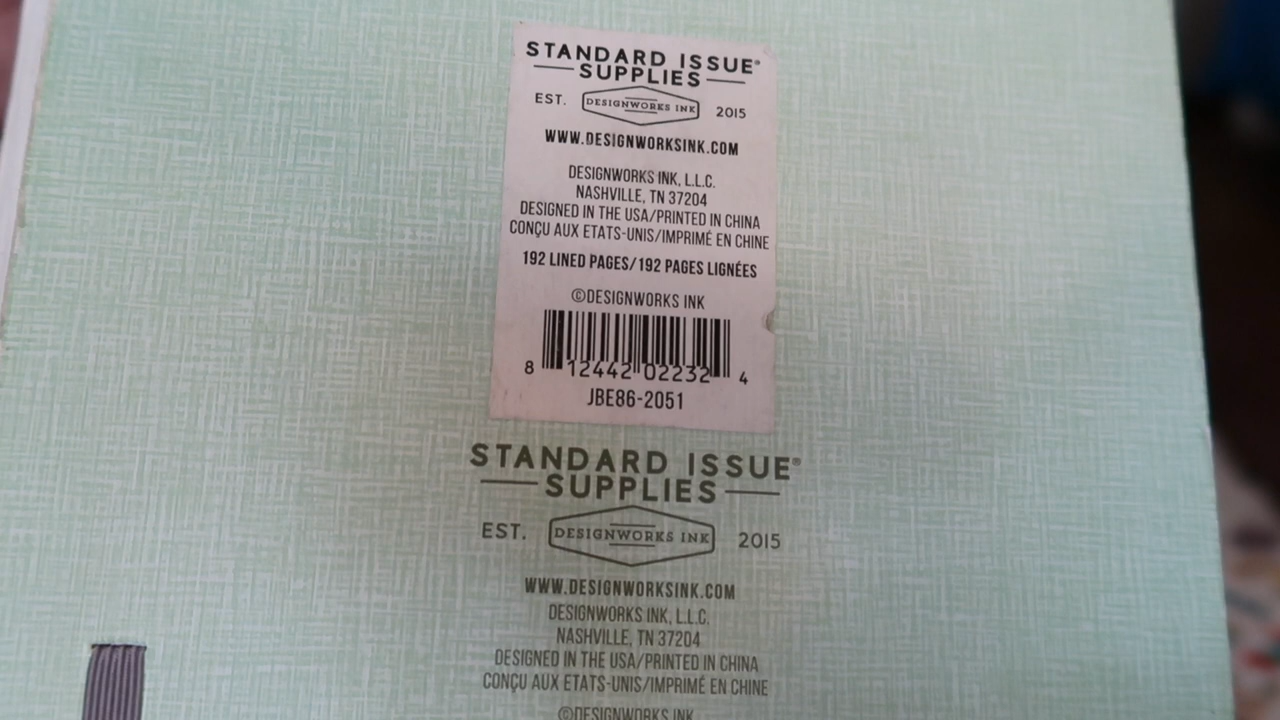 STANDARD ISSUE®
SUPPLIES
EST. DESIGNWORKS INK 2015
WWW.DESIGNWORKSINK.COM
DESIGNWORKS INK, L.L.C.
NASHVILLE, TN 37204
DESIGNED IN THE USA/PRINTED IN CHINA
CONÇU AUX ETATS-UNIS/IMPRIMÉ EN CHINE
192 LINED PAGES/192 PAGES LIGNÉES
©DESIGNWORKS INK
8 12442 02232 4
JBE86-2051
STANDARD ISSUE®
SUPPLIES
EST. DESIGNWORKS INK 2015
WWW.DESIGNWORKSINK.COM
DESIGNWORKS INK, L.L.C.
NASHVILLE, TN 37204
DESIGNED IN THE USA/PRINTED IN CHINA
CONÇU AUX ETATS-UNIS/IMPRIMÉ EN CHINE
©DESIGNWORKS INK